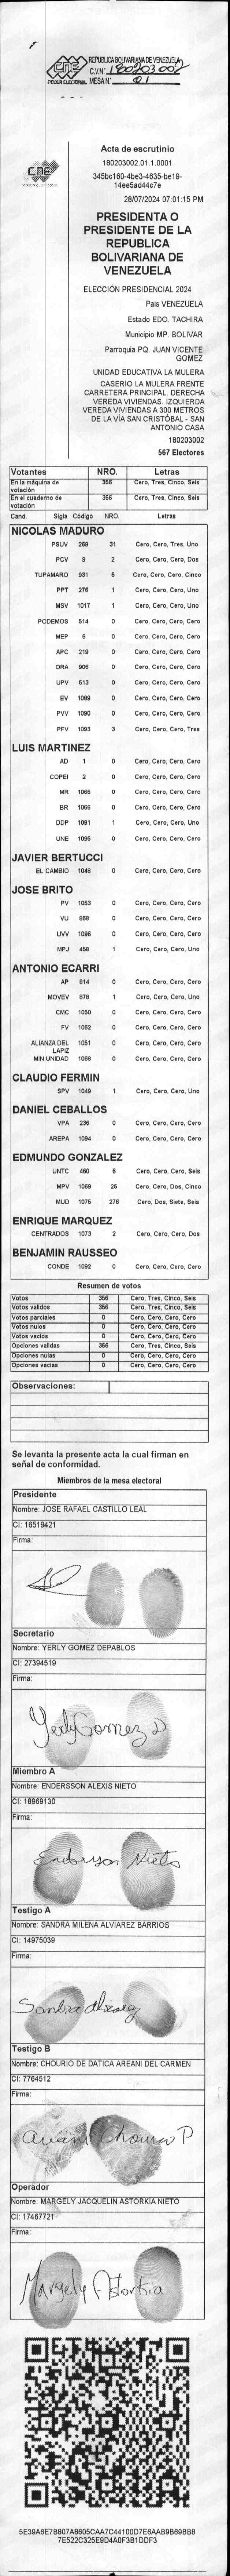 REPÚBLICA BOLIVARIANA DE VENEZUELA
CNE
C.V.Nº 180203002
PODER ELECTORAL MESA Nº 01
Acta de escrutinio
180203002.01.1.0001
345bc160-4be3-4635-be19-
14ee5ad44c7e
28/07/2024 07:01:15 PM
CNE
PRESIDENTA O
PRESIDENTE DE LA
REPUBLICA
BOLIVARIANA DE
VENEZUELA
ELECCIÓN PRESIDENCIAL 2024
Pais VENEZUELA
Estado EDO. TACHIRA
Municipio MP. BOLIVAR
Parroquia PQ. JUAN VICENTE
GOMEZ
UNIDAD EDUCATIVA LA MULERA
CASERIO LA MULERA FRENTE
CARRETERA PRINCIPAL. DERECHA
VEREDA VIVIENDAS. IZQUIERDA
VEREDA VIVIENDAS A 300 METROS
DE LA VÍA SAN CRISTÓBAL - SAN
ANTONIO CASA
180203002
567 Electores
Votantes NRO. Letras
En la máquina de votación 356 Cero, Tres, Cinco, Seis
En el cuaderno de votación 356 Cero, Tres, Cinco, Seis
Cand. Sigla Código NRO. Letras
NICOLAS MADURO
PSUV 269 31 Cero, Cero, Tres, Uno
PCV 9 2 Cero, Cero, Cero, Dos
TUPAMARO 931 5 Cero, Cero, Cero, Cinco
PPT 275 1 Cero, Cero, Cero, Uno
MSV 1017 1 Cero, Cero, Cero, Uno
PODEMOS 514 0 Cero, Cero, Cero, Cero
MEP 6 0 Cero, Cero, Cero, Cero
APC 219 0 Cero, Cero, Cero, Cero
ORA 906 0 Cero, Cero, Cero, Cero
UPV 513 0 Cero, Cero, Cero, Cero
EV 1089 0 Cero, Cero, Cero, Cero
PVV 1090 0 Cero, Cero, Cero, Cero
PFV 1093 3 Cero, Cero, Cero, Tres
LUIS MARTINEZ
AD 1 0 Cero, Cero, Cero, Cero
COPEI 2 0 Cero, Cero, Cero, Cero
MR 1065 0 Cero, Cero, Cero, Cero
BR 1066 0 Cero, Cero, Cero, Cero
DDP 1091 1 Cero, Cero, Cero, Uno
UNE 1095 0 Cero, Cero, Cero, Cero
JAVIER BERTUCCI
EL CAMBIO 1048 0 Cero, Cero, Cero, Cero
JOSE BRITO
PV 1053 0 Cero, Cero, Cero, Cero
VU 868 0 Cero, Cero, Cero, Cero
UVV 1096 0 Cero, Cero, Cero, Cero
MPJ 458 1 Cero, Cero, Cero, Uno
ANTONIO ECARRI
AP 814 0 Cero, Cero, Cero, Cero
MOVEV 878 1 Cero, Cero, Cero, Uno
CMC 1050 0 Cero, Cero, Cero, Cero
FV 1062 0 Cero, Cero, Cero, Cero
ALIANZA DEL LAPIZ 1051 0 Cero, Cero, Cero, Cero
MIN UNIDAD 1068 0 Cero, Cero, Cero, Cero
CLAUDIO FERMIN
SPV 1049 1 Cero, Cero, Cero, Uno
DANIEL CEBALLOS
VPA 236 0 Cero, Cero, Cero, Cero
AREPA 1094 0 Cero, Cero, Cero, Cero
EDMUNDO GONZALEZ
UNTC 460 6 Cero, Cero, Cero, Seis
MPV 1069 25 Cero, Cero, Dos, Cinco
MUD 1075 276 Cero, Dos, Siete, Seis
ENRIQUE MARQUEZ
CENTRADOS 1073 2 Cero, Cero, Cero, Dos
BENJAMIN RAUSSEO
CONDE 1092 0 Cero, Cero, Cero, Cero
Resumen de votos
Votos 356 Cero, Tres, Cinco, Seis
Votos validos 356 Cero, Tres, Cinco, Seis
Votos parciales 0 Cero, Cero, Cero, Cero
Votos nulos 0 Cero, Cero, Cero, Cero
Votos vacios 0 Cero, Cero, Cero, Cero
Opciones validas 356 Cero, Tres, Cinco, Seis
Opciones nulas 0 Cero, Cero, Cero, Cero
Opciones vacias 0 Cero, Cero, Cero, Cero
Observaciones:
Se levanta la presente acta la cual firman en
señal de conformidad.
Miembros de la mesa electoral
Presidente
Nombre: JOSE RAFAEL CASTILLO LEAL
CI: 16519421
Firma:
Secretario
Nombre: YERLY GOMEZ DEPABLOS
CI: 27394519
Firma:
Yerly Gomez D
Miembro A
Nombre: ENDERSSON ALEXIS NIETO
CI: 18969130
Firma:
Endersson Nieto
Testigo A
Nombre: SANDRA MILENA ALVIAREZ BARRIOS
CI: 14975039
Firma:
Sandra Alviarez
Testigo B
Nombre: CHOURIO DE DATICA AREANI DEL CARMEN
CI: 7764512
Firma:
Areani Chourio P
Operador
Nombre: MARGELY JACQUELIN ASTORKIA NIETO
CI: 17467721
Firma:
Margely Astorkia
5E39A6E7B807A8605CAA7C44100D7E6AAB9B69BB8
7E522C325E9D4A0F3B1DDF3